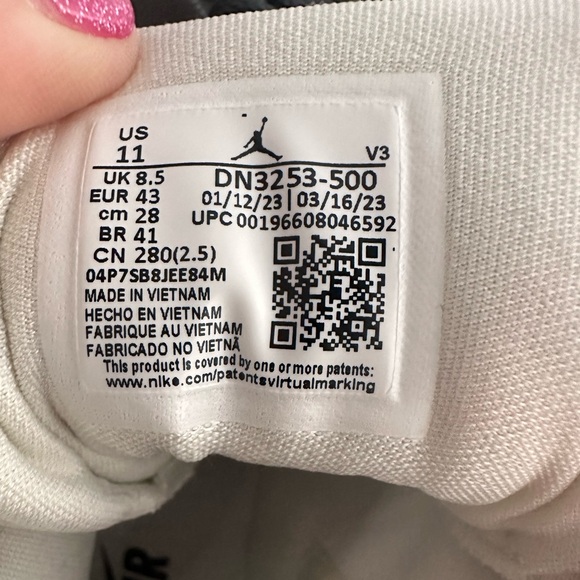 US
11
V3
UK 8.5
EUR 43
cm 28
BR 41
CN 280(2.5)
DN3253-500
01/12/23 | 03/16/23
UPC 00196608046592
04P7SB8JEE84M
MADE IN VIETNAM
HECHO EN VIETNAM
FABRIQUE AU VIETNAM
FABRICADO NO VIETNÃ
This product is covered by one or more patents:
www.nike.com/patentsvirtualmarking